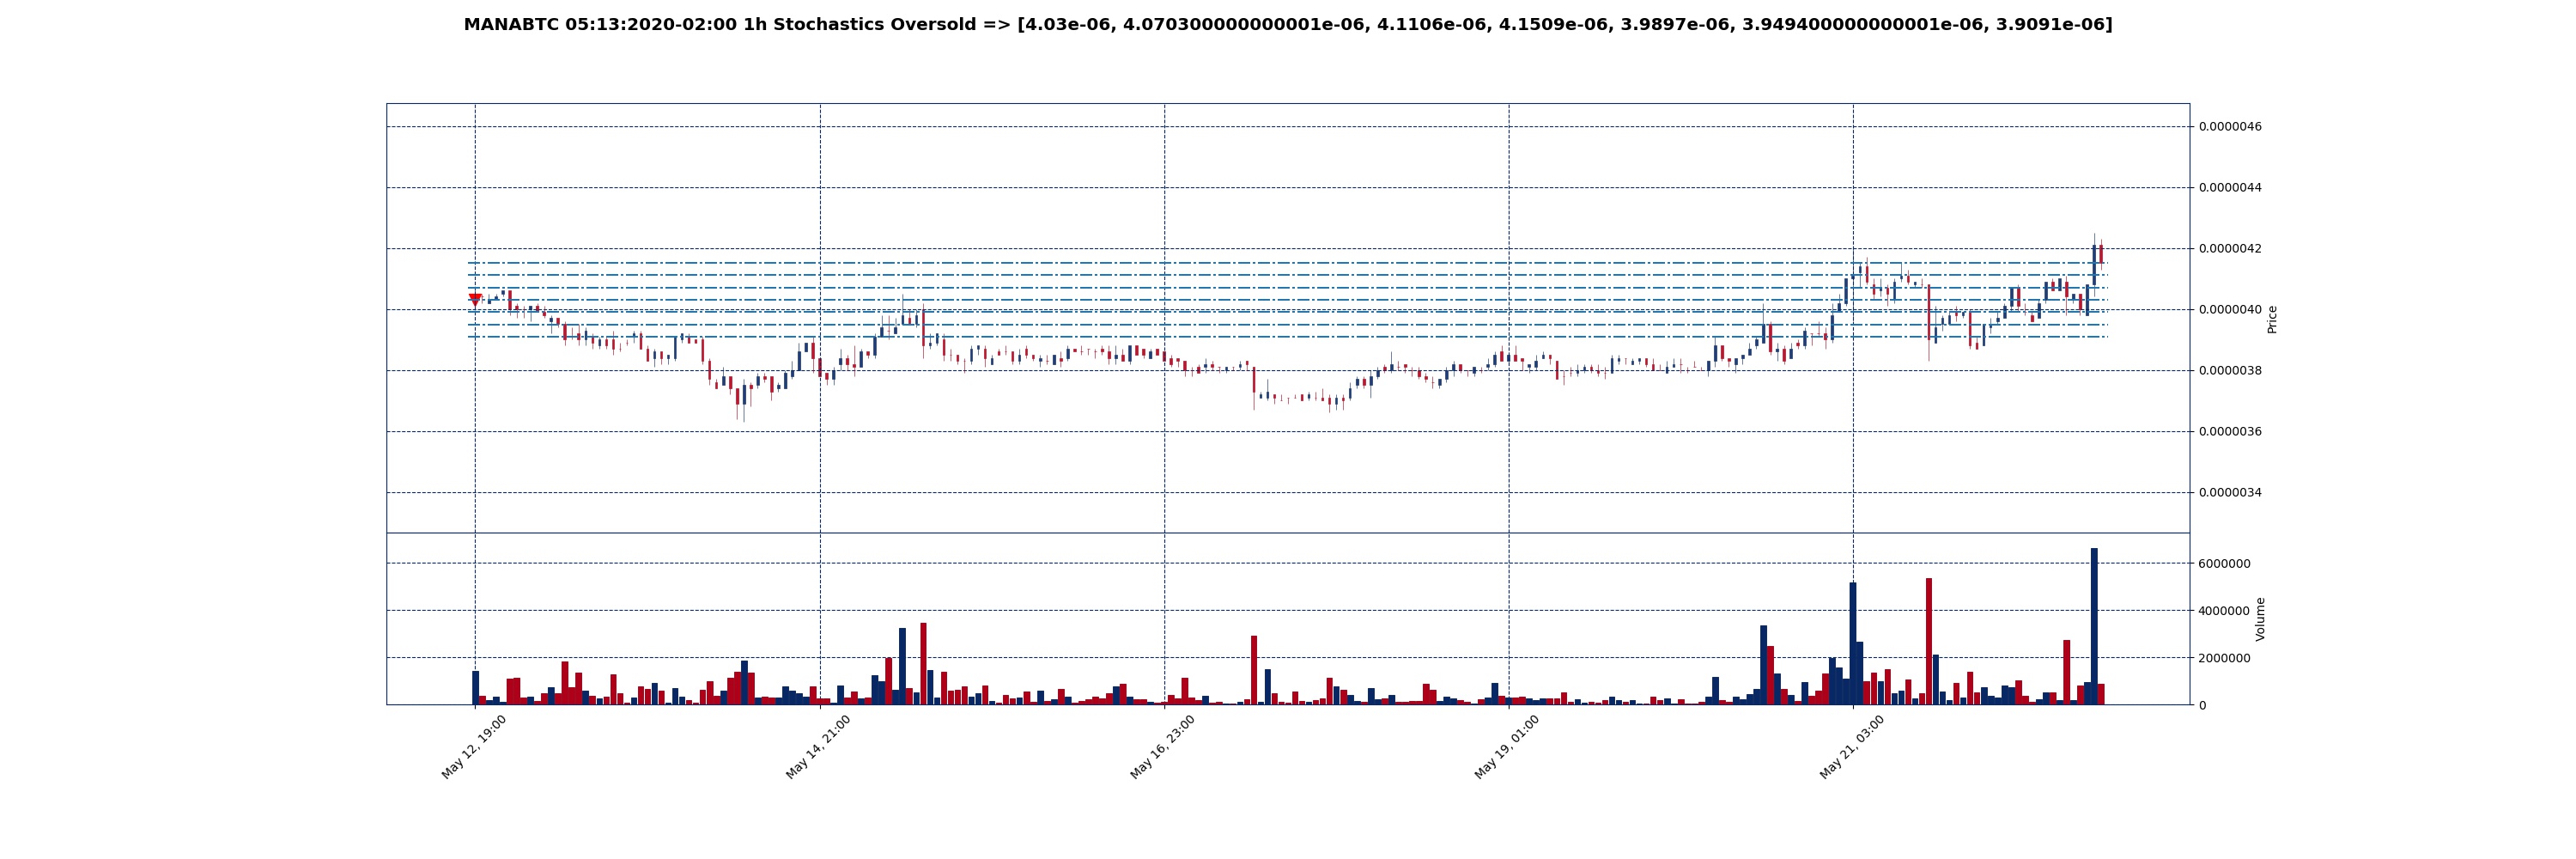 MANABTC 05:13:2020-02:00 1h Stochastics Oversold => [4.03e-06, 4.070300000000001e-06, 4.1106e-06, 4.1509e-06, 3.9897e-06, 3.949400000000001e-06, 3.9091e-06]
0.0000046
0.0000044
0.0000042
0.0000040
0.0000038
0.0000036
0.0000034
Price
6000000
4000000
2000000
0
Volume
May 12, 19:00
May 14, 21:00
May 16, 23:00
May 19, 01:00
May 21, 03:00